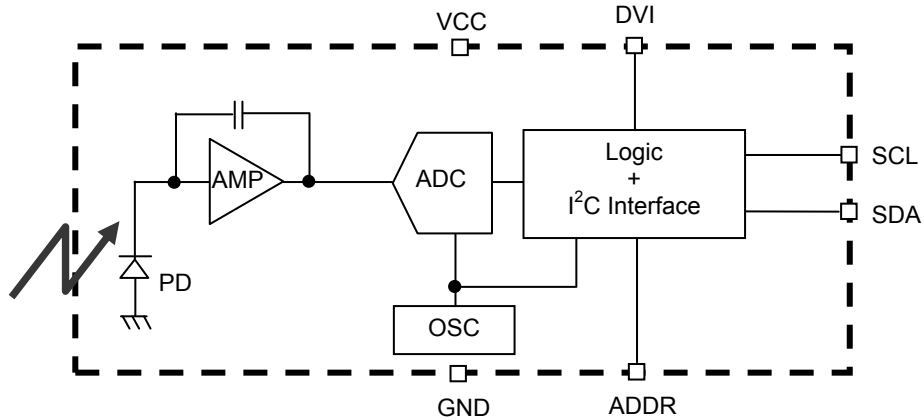 VCC
DVI
AMP
ADC
Logic
+
I²C Interface
SCL
SDA
PD
OSC
GND
ADDR